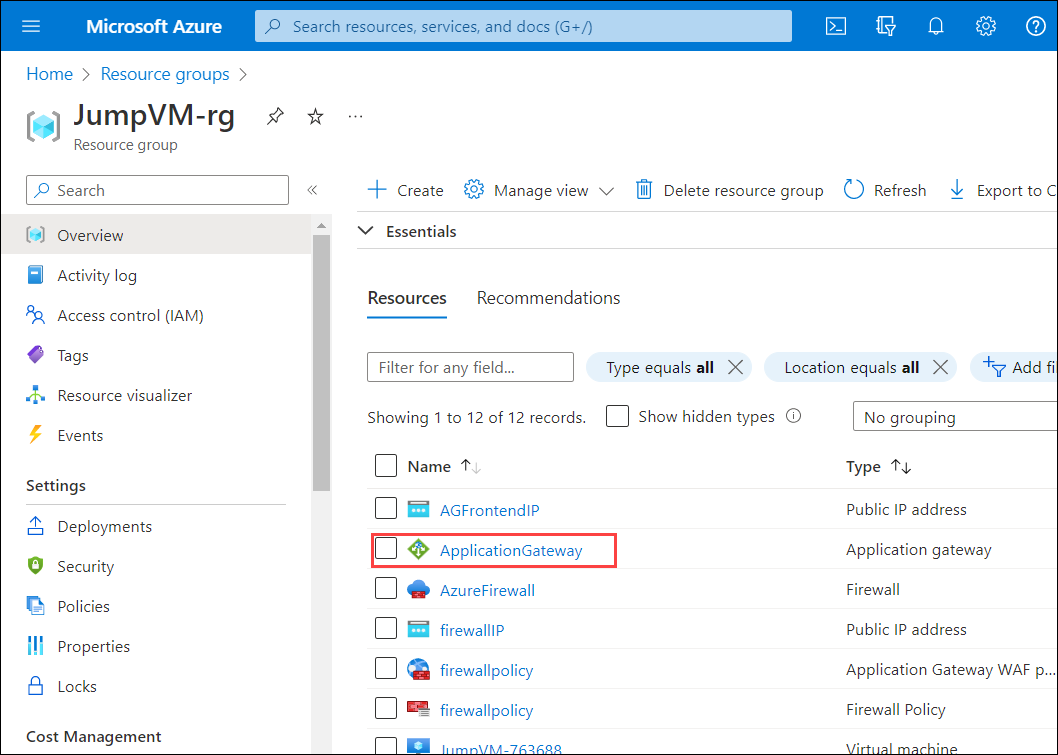 Microsoft Azure
Search resources, services, and docs (G+/)
Home > Resource groups >
JumpVM-rg
Resource group
Search
«
Overview
Activity log
Access control (IAM)
Tags
Resource visualizer
Events
Settings
Deployments
Security
Policies
Properties
Locks
Cost Management
Create Manage view Delete resource group Refresh Export to C
Essentials
Resources Recommendations
Filter for any field... Type equals all Location equals all Add fi
Showing 1 to 12 of 12 records. Show hidden types No grouping
Name ↑↓ Type ↑↓
AGFrontendIP Public IP address
ApplicationGateway Application gateway
AzureFirewall Firewall
firewallIP Public IP address
firewallpolicy Application Gateway WAF p...
firewallpolicy Firewall Policy
JumpVM-763688 Virtual machine